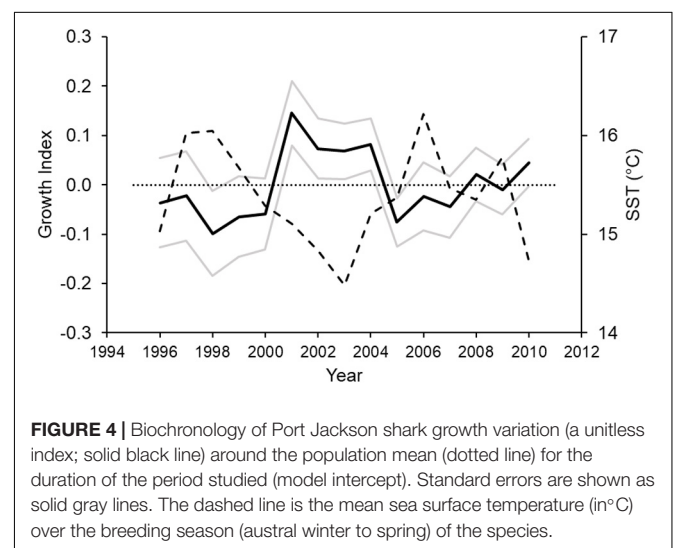 0.3
0.2
0.1
0.0
-0.1
-0.2
-0.3
Growth Index
17
16
15
14
SST (°C)
1994 1996 1998 2000 2002 2004 2006 2008 2010 2012
Year
FIGURE 4 | Biochronology of Port Jackson shark growth variation (a unitless
index; solid black line) around the population mean (dotted line) for the
duration of the period studied (model intercept). Standard errors are shown as
solid gray lines. The dashed line is the mean sea surface temperature (in°C)
over the breeding season (austral winter to spring) of the species.